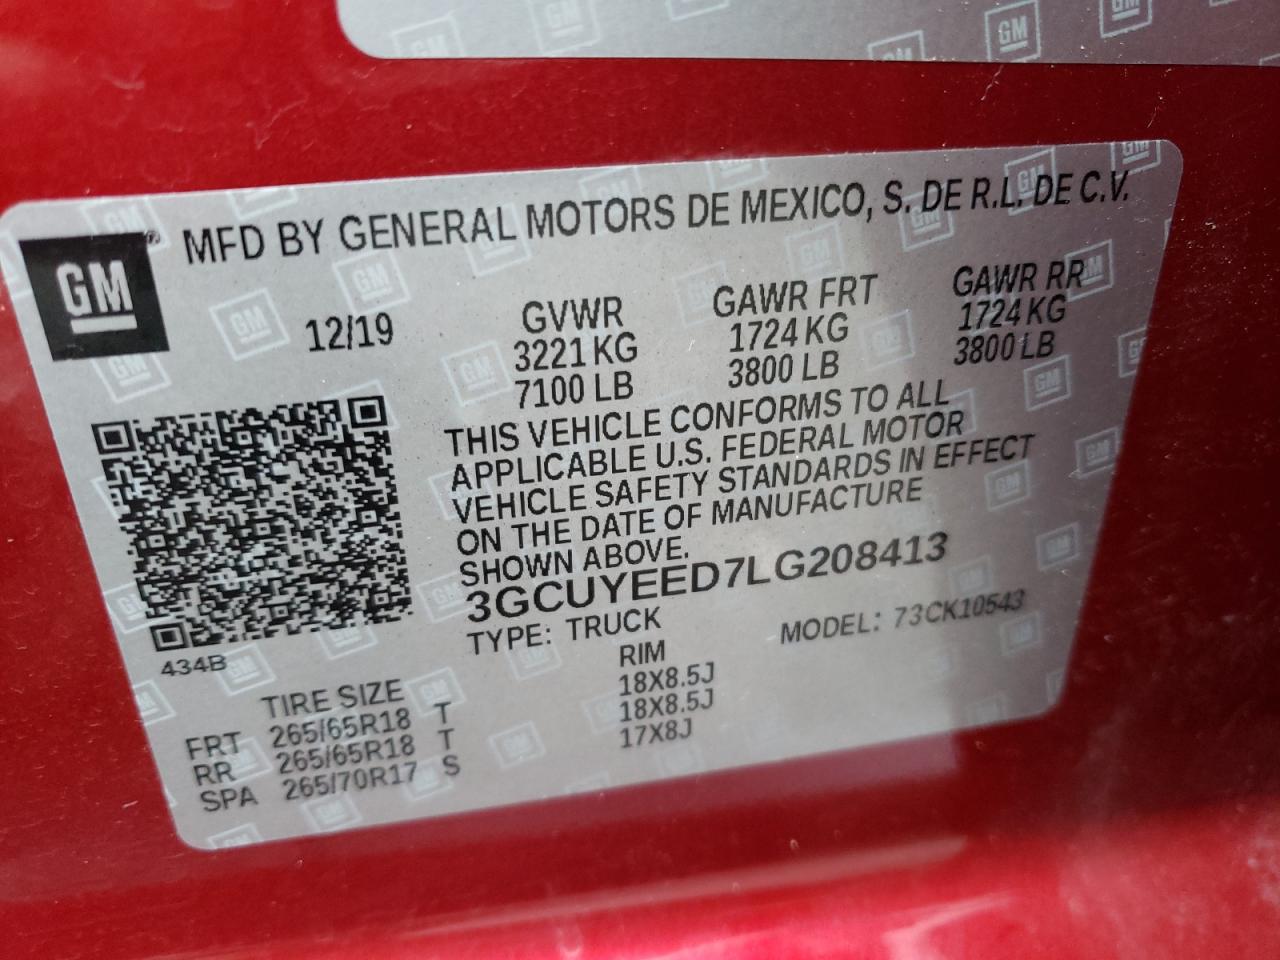 MFD BY GENERAL MOTORS DE MEXICO, S. DE R.L. DE C.V.
GM®
12/19
GVWR GAWR FRT GAWR RR
3221 KG 1724 KG 1724 KG
7100 LB 3800 LB 3800 LB
THIS VEHICLE CONFORMS TO ALL
APPLICABLE U.S. FEDERAL MOTOR
VEHICLE SAFETY STANDARDS IN EFFECT
ON THE DATE OF MANUFACTURE
SHOWN ABOVE.
3GCUYEED7LG208413
TYPE: TRUCK MODEL: 73CK10543
434B
TIRE SIZE RIM
FRT 265/65R18 T 18X8.5J
RR 265/65R18 T 18X8.5J
SPA 265/70R17 S 17X8J